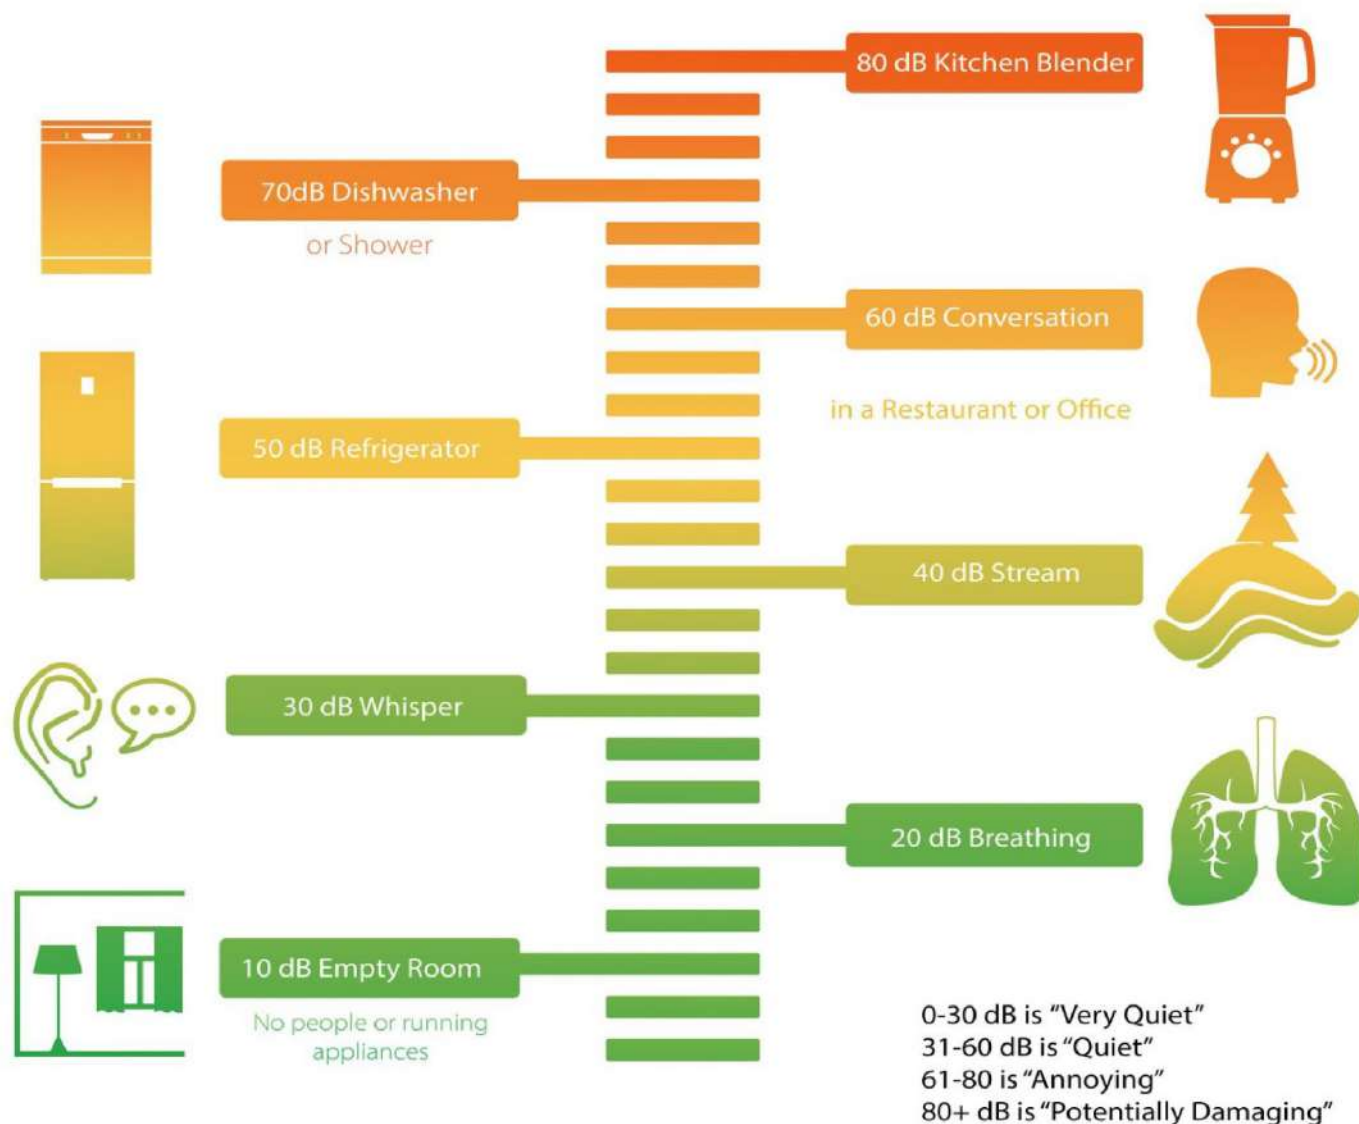 80 dB Kitchen Blender
70dB Dishwasher
or Shower
60 dB Conversation
in a Restaurant or Office
50 dB Refrigerator
40 dB Stream
30 dB Whisper
20 dB Breathing
10 dB Empty Room
No people or running
appliances
0-30 dB is “Very Quiet”
31-60 dB is “Quiet”
61-80 is “Annoying”
80+ dB is “Potentially Damaging”